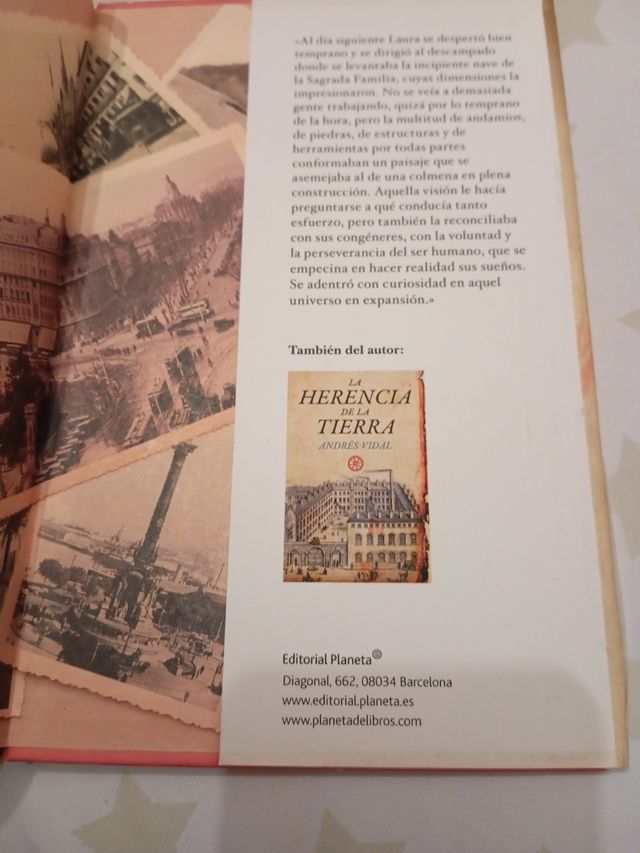 «Al día siguiente Laura se despertó bien
temprano y se dirigió al descampado
donde se levantaba la incipiente nave de
la Sagrada Familia, cuyas dimensiones la
impresionaron. No se veía a demasiada
gente trabajando, quizá por lo temprano
de la hora, pero la multitud de andamios,
de piedras, de estructuras y de
herramientas por todas partes
conformaban un paisaje que se
asemejaba al de una colmena en plena
construcción. Aquella visión le hacía
preguntarse a qué conducía tanto
esfuerzo, pero también la reconciliaba
con sus congéneres, con la voluntad y
la perseverancia del ser humano, que se
empecina en hacer realidad sus sueños.
Se adentró con curiosidad en aquel
universo en expansión.»
También del autor:
LA
HERENCIA
DE LA
TIERRA
ANDRÉS VIDAL
Editorial Planeta
Diagonal, 662, 08034 Barcelona
www.editorial.planeta.es
www.planetadelibros.com